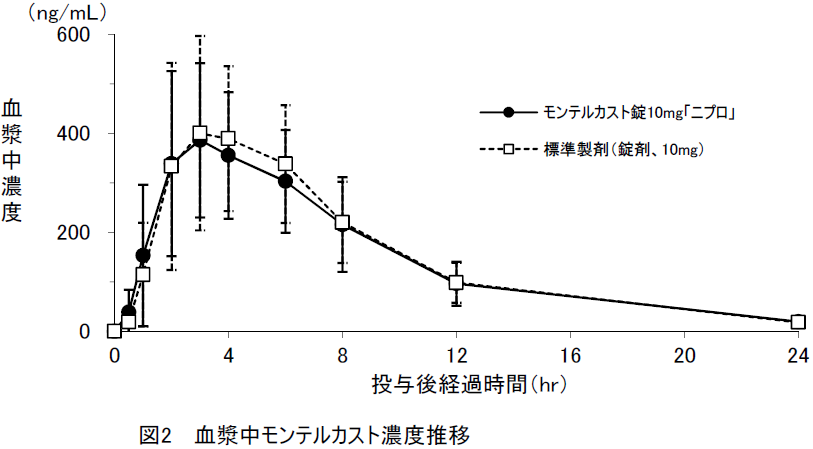 （ng/mL）
600
400
200
0
血漿中濃度
モンテルカスト錠10mg「ニプロ」
標準製剤（錠剤、10mg）
0 4 8 12 16 20 24
投与後経過時間（hr）
図2　血漿中モンテルカスト濃度推移